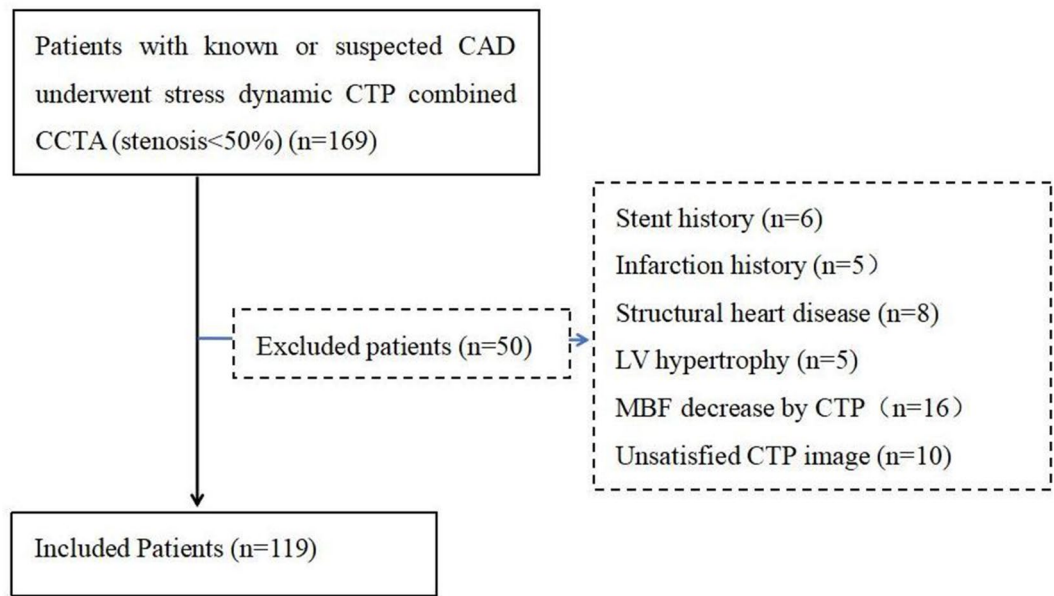 Patients with known or suspected CAD
underwent stress dynamic CTP combined
CCTA (stenosis<50%) (n=169)
Excluded patients (n=50)
Stent history (n=6)
Infarction history (n=5）
Structural heart disease (n=8)
LV hypertrophy (n=5)
MBF decrease by CTP（n=16）
Unsatisfied CTP image (n=10)
Included Patients (n=119)